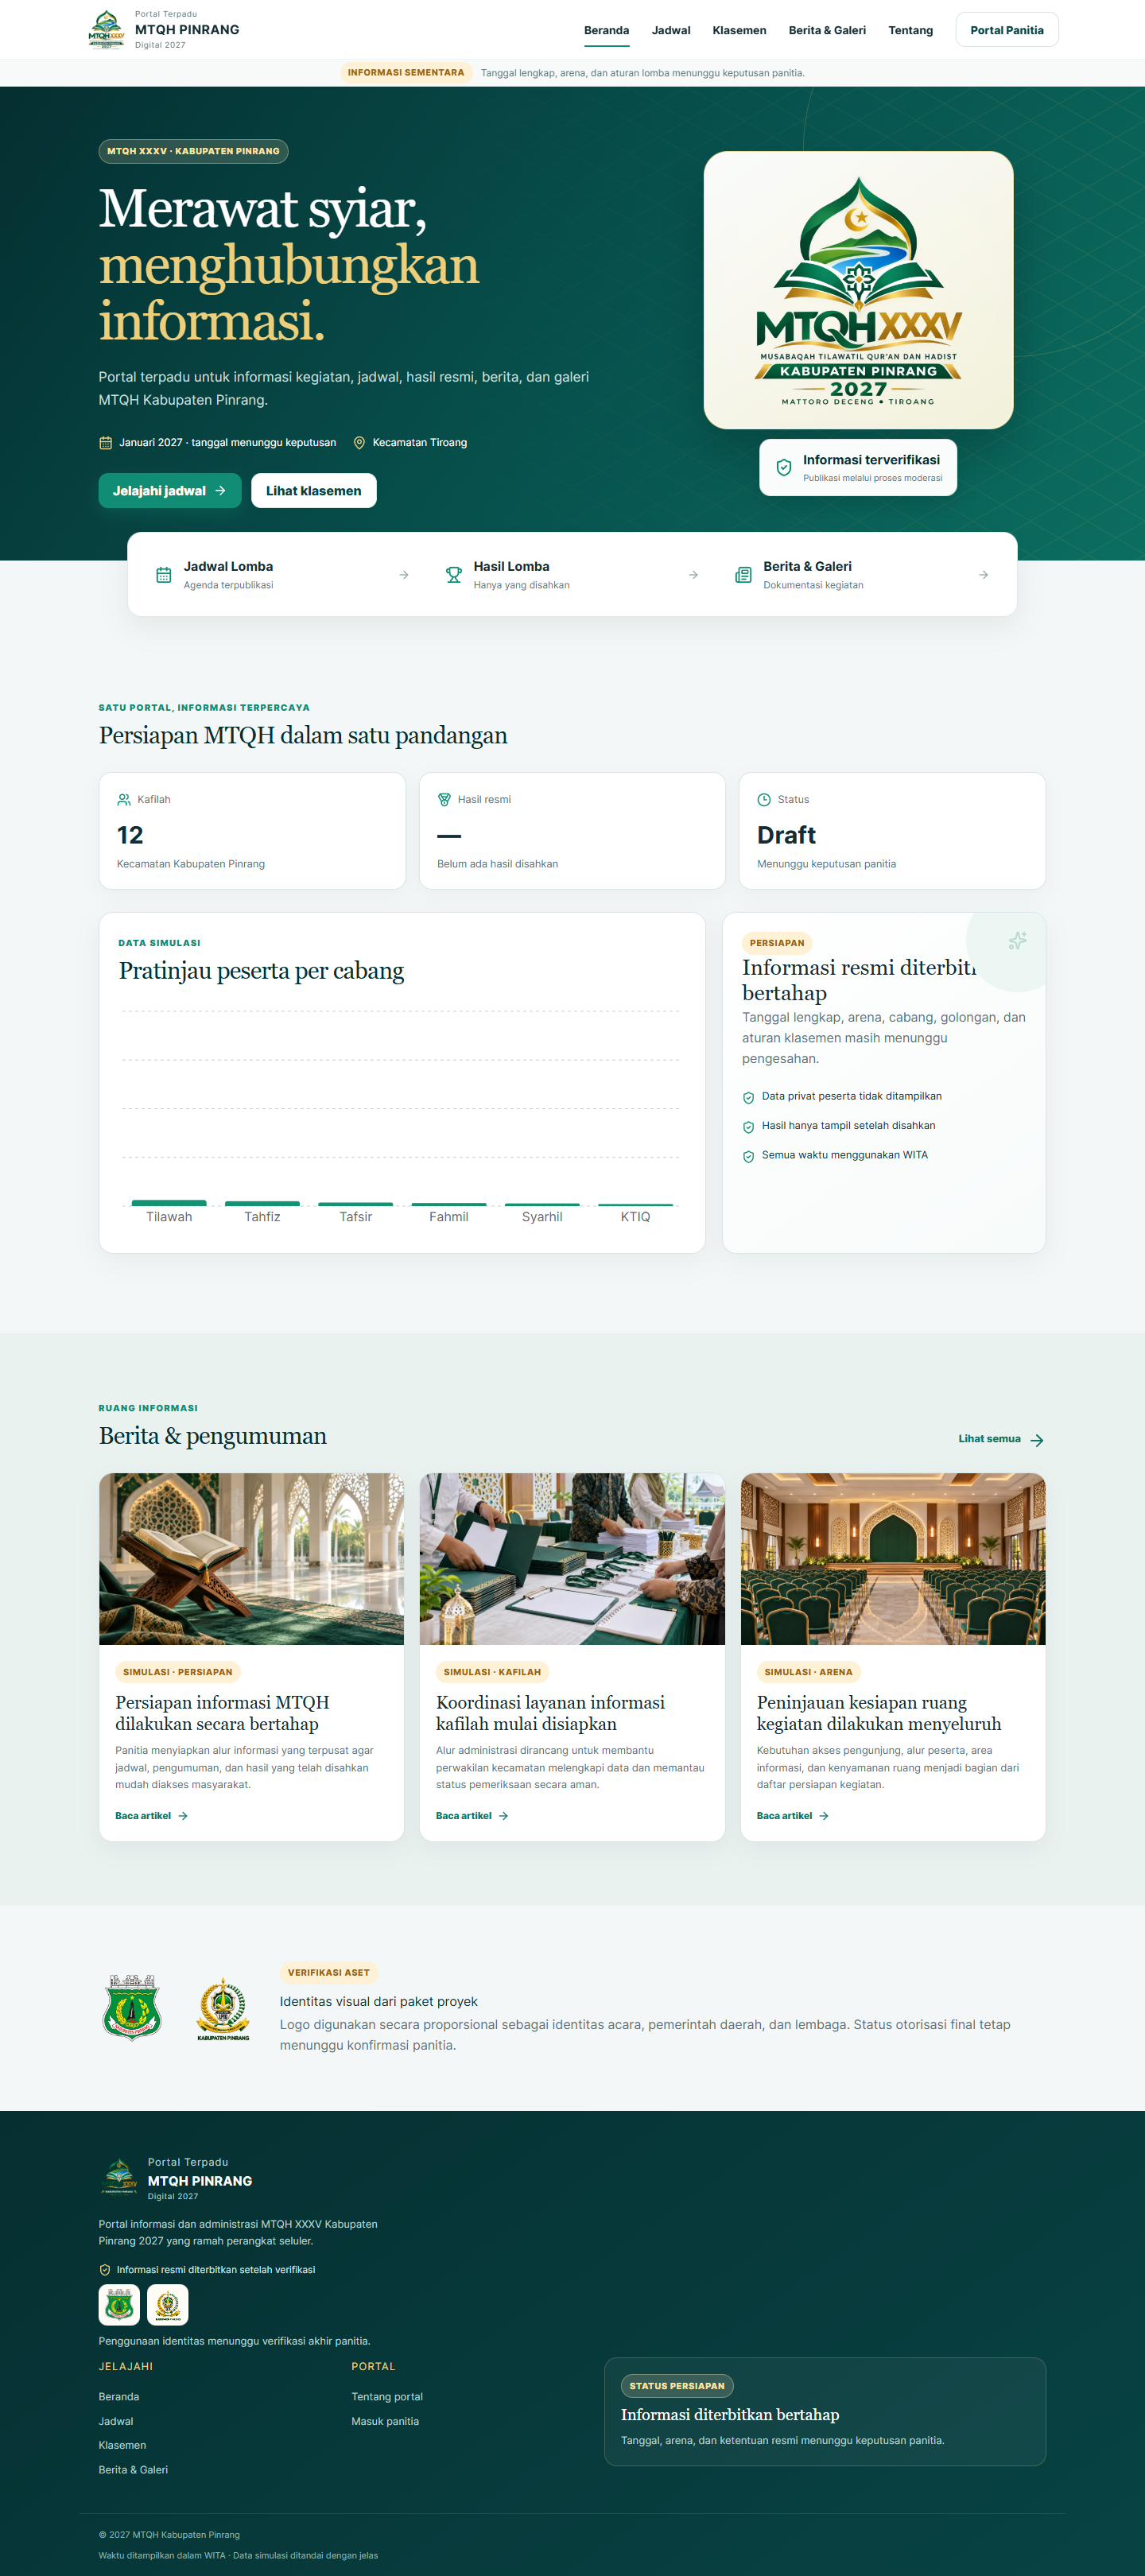 Portal Terpadu
MTQH PINRANG
Digital 2027
Beranda
Jadwal
Klasemen
Berita & Galeri
Tentang
Portal Panitia
INFORMASI SEMENTARA
Tanggal lengkap, arena, dan aturan lomba menunggu keputusan panitia.
MTQH XXXV · KABUPATEN PINRANG
Merawat syiar,
menghubungkan
informasi.
Portal terpadu untuk informasi kegiatan, jadwal, hasil resmi, berita, dan galeri
MTQH Kabupaten Pinrang.
Januari 2027 · tanggal menunggu keputusan
Kecamatan Tiroang
Jelajahi jadwal
Lihat klasemen
MTQH XXXV
MUSABAQAH TILAWATIL QUR'AN DAN HADIST
KABUPATEN PINRANG
2027
MATTORO DECENG • TIROANG
Informasi terverifikasi
Publikasi melalui proses moderasi
Jadwal Lomba
Agenda terpublikasi
Hasil Lomba
Hanya yang disahkan
Berita & Galeri
Dokumentasi kegiatan
SATU PORTAL, INFORMASI TERPERCAYA
Persiapan MTQH dalam satu pandangan
Kafilah
12
Kecamatan Kabupaten Pinrang
Hasil resmi
—
Belum ada hasil disahkan
Status
Draft
Menunggu keputusan panitia
DATA SIMULASI
Pratinjau peserta per cabang
Tilawah
Tahfiz
Tafsir
Fahmil
Syarhil
KTIQ
PERSIAPAN
Informasi resmi
bertahap
Tanggal lengkap, arena, cabang, golongan, dan
aturan klasemen masih menunggu
pengesahan.
Data privat peserta tidak ditampilkan
Hasil hanya tampil setelah disahkan
Semua waktu menggunakan WITA
RUANG INFORMASI
Berita & pengumuman
Lihat semua
SIMULASI · PERSIAPAN
Persiapan informasi MTQH
dilakukan secara bertahap
Panitia menyiapkan alur informasi yang terpusat agar
jadwal, pengumuman, dan hasil yang telah disahkan
mudah diakses masyarakat.
Baca artikel
SIMULASI · KAFILAH
Koordinasi layanan informasi
kafilah mulai disiapkan
Alur administrasi dirancang untuk membantu
perwakilan kecamatan melengkapi data dan memantau
status pemeriksaan secara aman.
Baca artikel
SIMULASI · ARENA
Peninjauan kesiapan ruang
kegiatan dilakukan menyeluruh
Kebutuhan akses pengunjung, alur peserta, area
informasi, dan kenyamanan ruang menjadi bagian dari
daftar persiapan kegiatan.
Baca artikel
KABUPATEN PINRANG
VERIFIKASI ASET
Identitas visual dari paket proyek
Logo digunakan secara proporsional sebagai identitas acara, pemerintah daerah, dan lembaga. Status otorisasi final tetap
menunggu konfirmasi panitia.
Portal Terpadu
MTQH PINRANG
Digital 2027
Portal informasi dan administrasi MTQH XXXV Kabupaten
Pinrang 2027 yang ramah perangkat seluler.
Informasi resmi diterbitkan setelah verifikasi
Penggunaan identitas menunggu verifikasi akhir panitia.
JELAJAHI
Beranda
Jadwal
Klasemen
Berita & Galeri
PORTAL
Tentang portal
Masuk panitia
STATUS PERSIAPAN
Informasi diterbitkan bertahap
Tanggal, arena, dan ketentuan resmi menunggu keputusan panitia.
© 2027 MTQH Kabupaten Pinrang
Waktu ditampilkan dalam WITA · Data simulasi ditandai dengan jelas